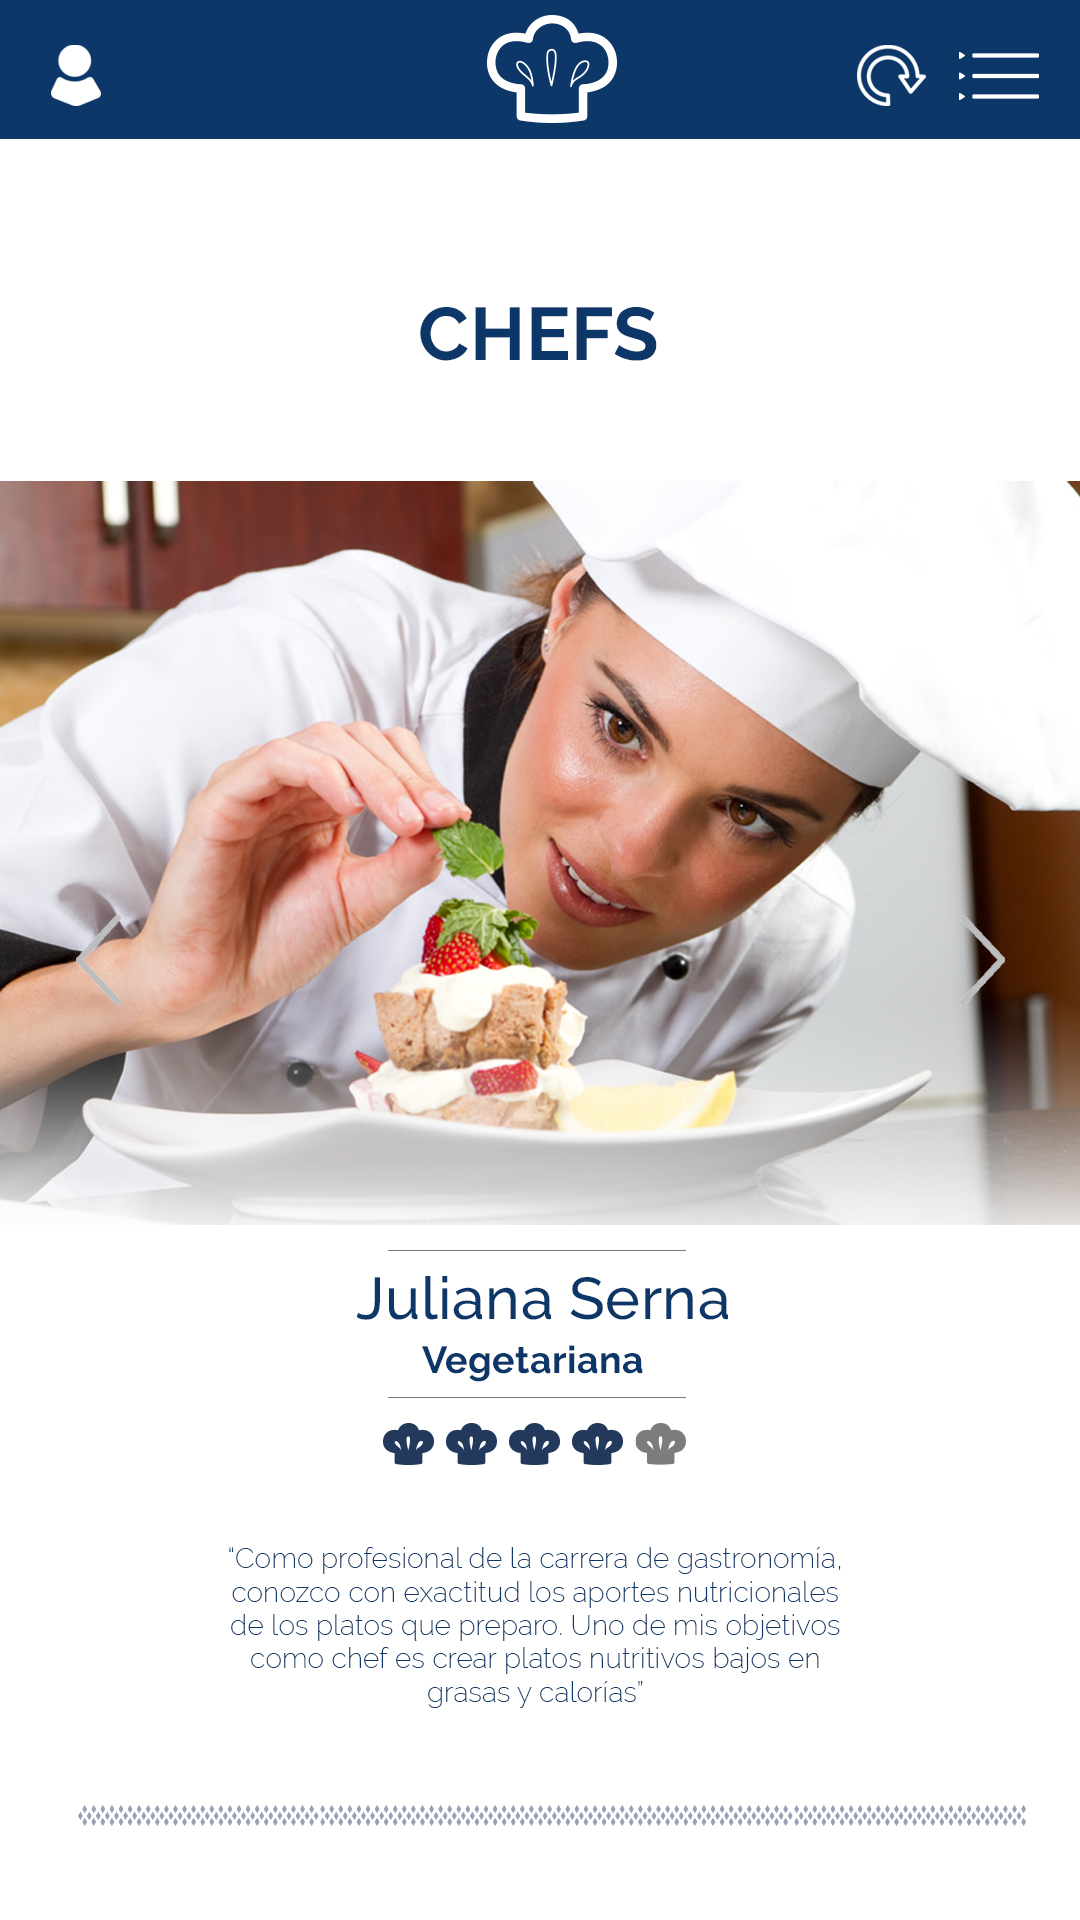 CHEFS
Juliana Serna
Vegetariana
“Como profesional de la carrera de gastronomía,
conozco con exactitud los aportes nutricionales
de los platos que preparo. Uno de mis objetivos
como chef es crear platos nutritivos bajos en
grasas y calorías”